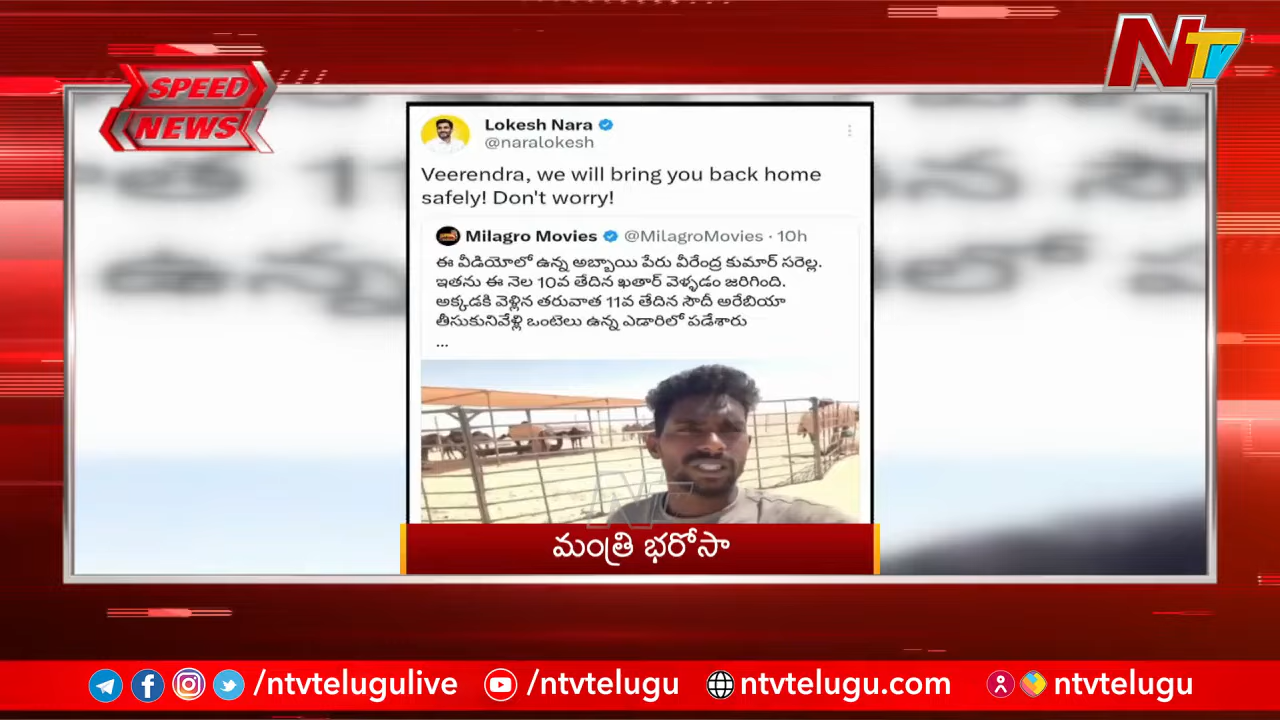 SPEED
NEWS
NTV
Lokesh Nara
@naralokesh
Veerendra, we will bring you back home
safely! Don't worry!
Milagro Movies @MilagroMovies · 10h
ఈ వీడియోలో ఉన్న అబ్బాయి పేరు వీరేంద్ర కుమార్ సరెల్ల.
ఇతను ఈ నెల 10వ తేదిన ఖతార్ వెళ్ళడం జరిగింది.
అక్కడకి వెళ్లిన తరువాత 11వ తేదిన సౌదీ అరేబియా
తీసుకునివేళ్లి ఒంటెలు ఉన్న ఎడారిలో పడేశారు
...
మంత్రి భరోసా
/ntvtelugulive /ntvtelugu ntvtelugu.com ntvtelugu